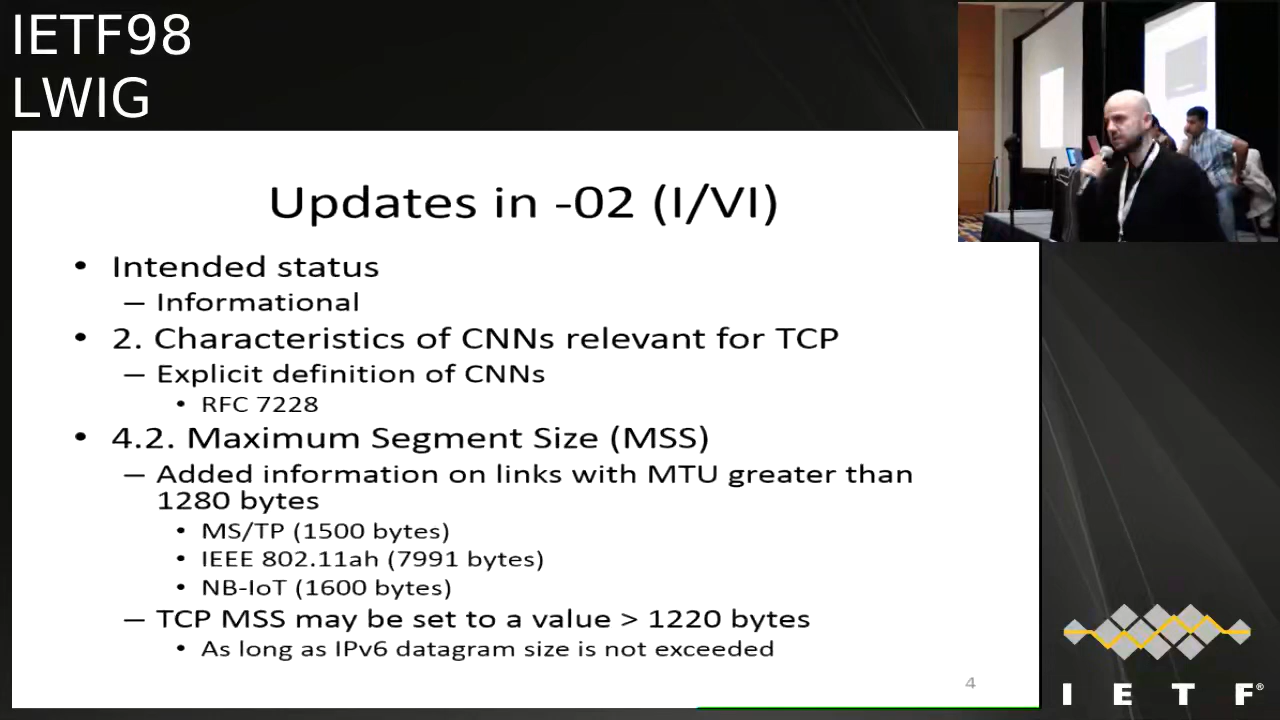 IETF98
LWIG
Updates in -02 (I/VI)
• Intended status
– Informational
• 2. Characteristics of CNNs relevant for TCP
– Explicit definition of CNNs
• RFC 7228
• 4.2. Maximum Segment Size (MSS)
– Added information on links with MTU greater than
1280 bytes
• MS/TP (1500 bytes)
• IEEE 802.11ah (7991 bytes)
• NB-IoT (1600 bytes)
– TCP MSS may be set to a value > 1220 bytes
• As long as IPv6 datagram size is not exceeded
4
I E T F®